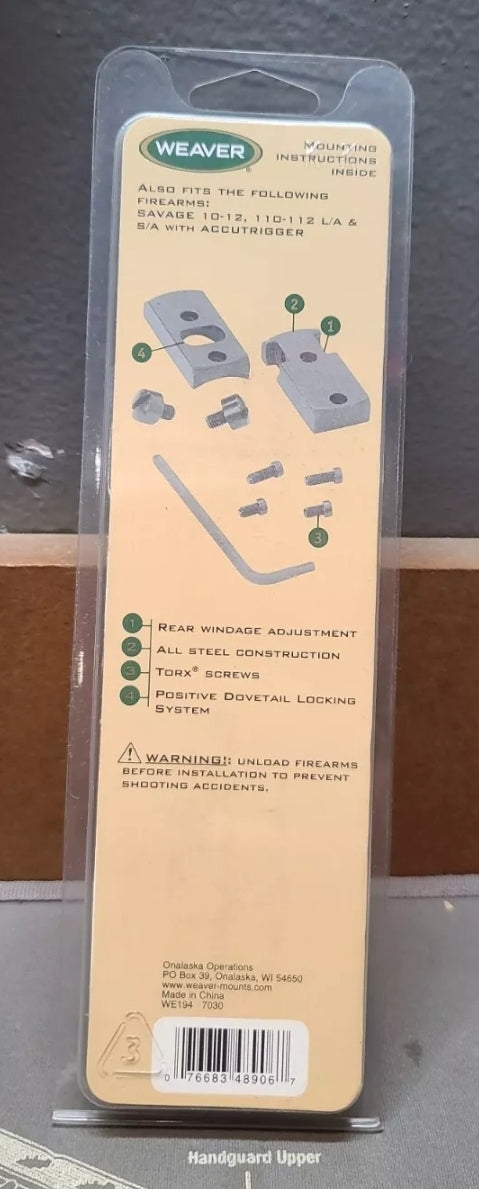 WEAVER®
MOUNTING
INSTRUCTIONS
INSIDE
ALSO FITS THE FOLLOWING
FIREARMS:
SAVAGE 10-12, 110-112 L/A &
S/A WITH ACCUTRIGGER
2
1
4
3
1 REAR WINDAGE ADJUSTMENT
2 ALL STEEL CONSTRUCTION
3 TORX® SCREWS
4 POSITIVE DOVETAIL LOCKING
SYSTEM
WARNING!: UNLOAD FIREARMS
BEFORE INSTALLATION TO PREVENT
SHOOTING ACCIDENTS.
Onalaska Operations
PO Box 39, Onalaska, WI 54650
www.weaver-mounts.com
Made in China
WE194 7030
3
0 76683 48906 7
Handguard Upper